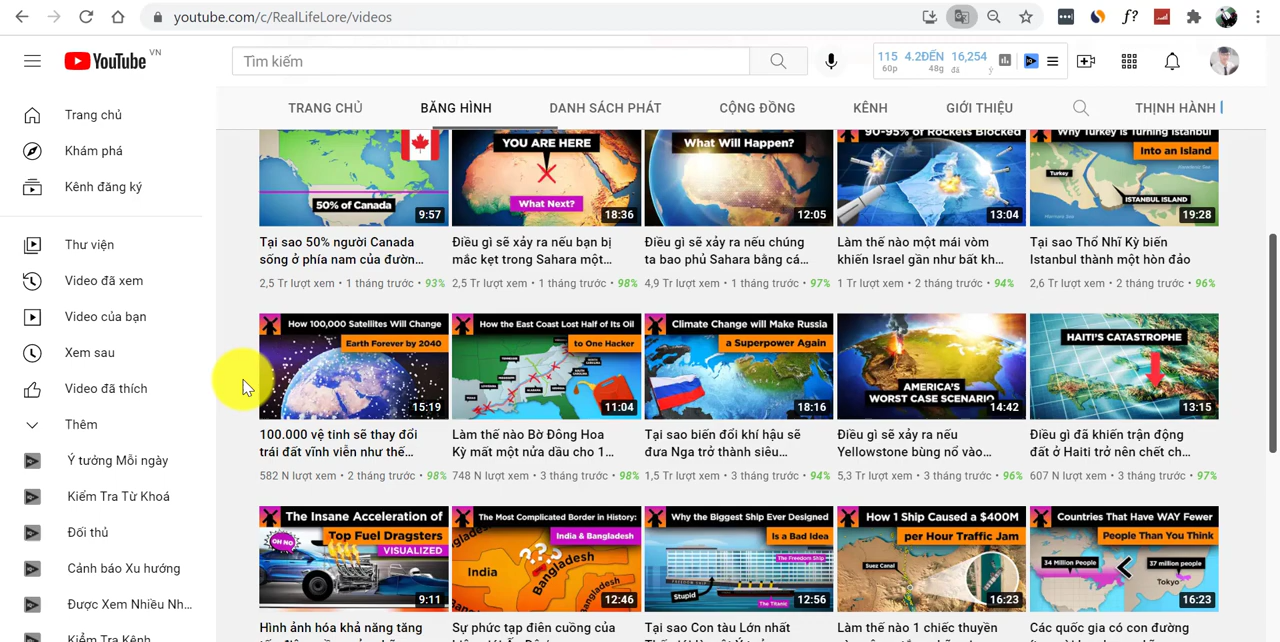 youtube.com/c/RealLifeLore/videos
YouTube VN
Tìm kiếm
115 4.2ĐẾN 16,254
60p 48g đá ý
TRANG CHỦ BĂNG HÌNH DANH SÁCH PHÁT CỘNG ĐỒNG KÊNH GIỚI THIỆU THỊNH HÀNH
Trang chủ
Khám phá
Kênh đăng ký
Thư viện
Video đã xem
Video của bạn
Xem sau
Video đã thích
Thêm
Ý tưởng Mỗi ngày
Kiểm Tra Từ Khoá
Đối thủ
Cảnh báo Xu hướng
Được Xem Nhiều Nh...
Kiểm Tra Kênh
50% of Canada
9:57
YOU ARE HERE
What Next?
18:36
What Will Happen?
12:05
90-95% of Rockets Blocked
13:04
Why Turkey is Turning Istanbul
Into an Island
Turkey
ISTANBUL ISLAND
19:28
Tại sao 50% người Canada
sống ở phía nam của đườn...
2,5 Tr lượt xem • 1 tháng trước • 93%
Điều gì sẽ xảy ra nếu bạn bị
mắc kẹt trong Sahara một...
2,5 Tr lượt xem • 1 tháng trước • 98%
Điều gì sẽ xảy ra nếu chúng
ta bao phủ Sahara bằng cá...
4,9 Tr lượt xem • 1 tháng trước • 97%
Làm thế nào một mái vòm
khiến Israel gần như bất kh...
1 Tr lượt xem • 2 tháng trước • 94%
Tại sao Thổ Nhĩ Kỳ biến
Istanbul thành một hòn đảo
2,6 Tr lượt xem • 2 tháng trước • 96%
How 100,000 Satellites Will Change
Earth Forever by 2040
15:19
How the East Coast Lost Half of Its Oil
to One Hacker
11:04
Climate Change will Make Russia
a Superpower Again
18:16
AMERICA'S
WORST CASE SCENARIO
14:42
HAITI'S CATASTROPHE
13:15
100.000 vệ tinh sẽ thay đổi
trái đất vĩnh viễn như thế...
582 N lượt xem • 2 tháng trước • 98%
Làm thế nào Bờ Đông Hoa
Kỳ mất một nửa dầu cho 1...
748 N lượt xem • 3 tháng trước • 98%
Tại sao biến đổi khí hậu sẽ
đưa Nga trở thành siêu...
1,5 Tr lượt xem • 3 tháng trước • 94%
Điều gì sẽ xảy ra nếu
Yellowstone bùng nổ vào...
5,3 Tr lượt xem • 3 tháng trước • 96%
Điều gì đã khiến trận động
đất ở Haiti trở nên chết ch...
607 N lượt xem • 3 tháng trước • 97%
The Insane Acceleration of
Top Fuel Dragsters
VISUALIZED
OH NO
9:11
The Most Complicated Border in History:
India & Bangladesh
India
Bangladesh
???
12:46
Why the Biggest Ship Ever Designed
Is a Bad Idea
The Freedom Ship
Stupid
The Titanic
12:56
How 1 Ship Caused a $400M
per Hour Traffic Jam
Suez Canal
16:23
Countries That Have WAY Fewer
People Than You Think
34 Million People
37 million people
Tokyo
16:23
Hình ảnh hóa khả năng tăng
Sự phức tạp điên cuồng của
Tại sao Con tàu Lớn nhất
Làm thế nào 1 chiếc thuyền
Các quốc gia có con đường